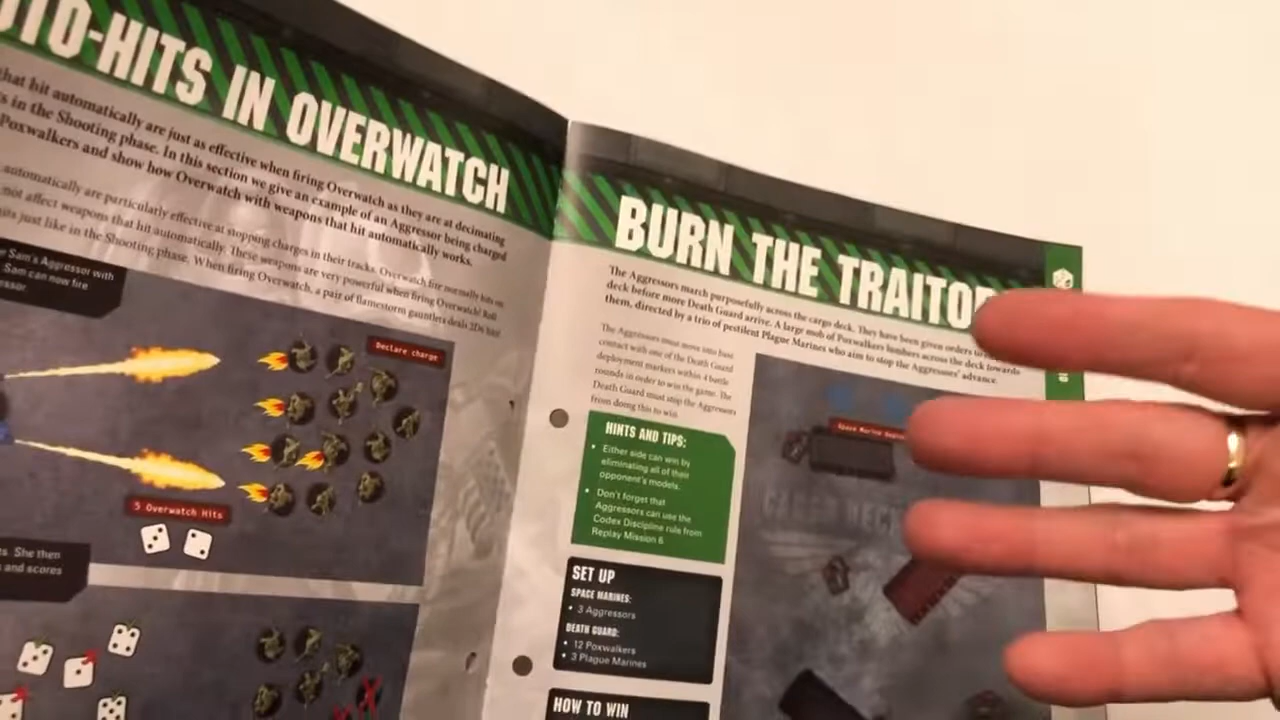 OTO-HITS IN OVERWATCH
that hit automatically are just as effective when firing Overwatch as they are at decimating
s in the Shooting phase. In this section we give an example of an Aggressor being charged
Poxwalkers and show how Overwatch with weapons that hit automatically works.
automatically are particularly effective at stopping charges in their tracks. Overwatch fire normally hits on
not affect weapons that hit automatically. These weapons are very powerful when firing Overwatch! Roll
hits just like in the Shooting phase. When firing Overwatch, a pair of flamestorm gauntlets deals 2D6 hits!
Sam's Aggressor with
Sam can now fire
essor
Declare charge
5 Overwatch Hits
ts. She then
and scores
BURN THE TRAITO
The Aggressors march purposefully across the cargo deck. They have been given orders to
deck before more Death Guard arrive. A large mob of Poxwalkers lumbers across the deck towards
them, directed by a trio of pestilent Plague Marines who aim to stop the Aggressors' advance.
The Aggressors must move into base
contact with one of the Death Guard
deployment markers within 4 battle
rounds in order to win the game. The
Death Guard must stop the Aggressors
from doing this to win.
HINTS AND TIPS:
• Either side can win by
eliminating all of their
opponent's models.
• Don't forget that
Aggressors can use the
Codex Discipline rule from
Replay Mission 6
SET UP
SPACE MARINES:
• 3 Aggressors
DEATH GUARD:
• 12 Poxwalkers
• 3 Plague Marines
HOW TO WIN
Space Marine